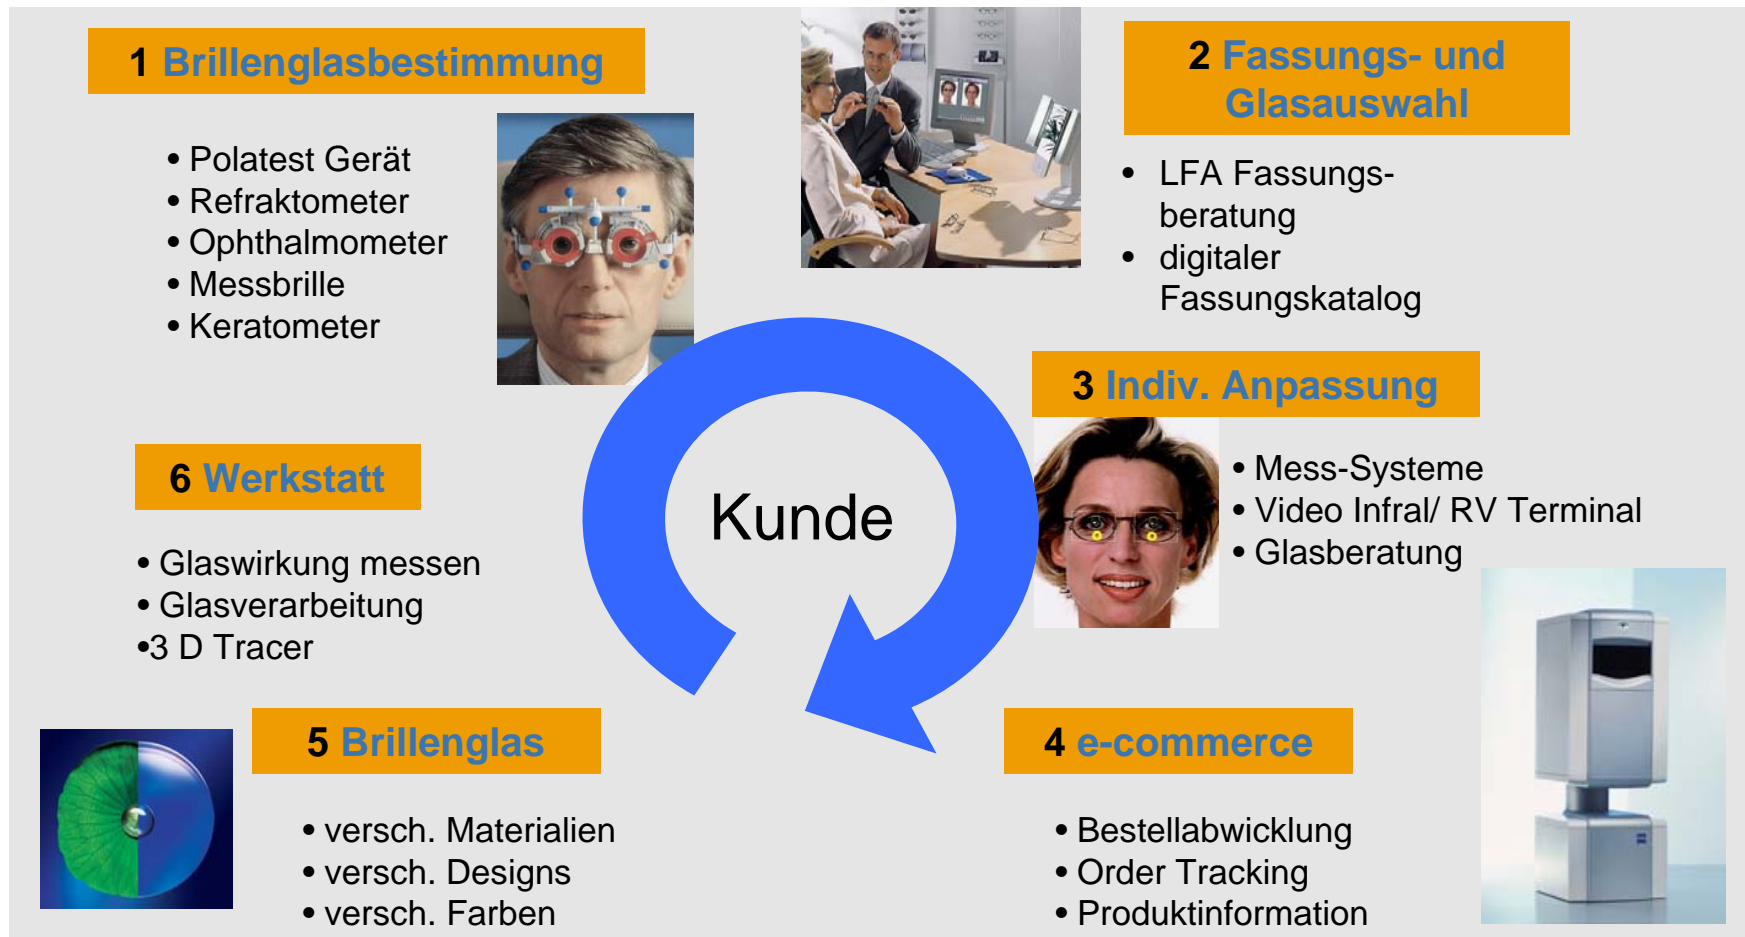 1 Brillenglasbestimmung
• Polatest Gerät
• Refraktometer
• Ophthalmometer
• Messbrille
• Keratometer
2 Fassungs- und
Glasauswahl
• LFA Fassungs-
beratung
• digitaler
Fassungskatalog
3 Indiv. Anpassung
• Mess-Systeme
• Video Infral/ RV Terminal
• Glasberatung
Kunde
6 Werkstatt
• Glaswirkung messen
• Glasverarbeitung
•3 D Tracer
5 Brillenglas
• versch. Materialien
• versch. Designs
• versch. Farben
4 e-commerce
• Bestellabwicklung
• Order Tracking
• Produktinformation